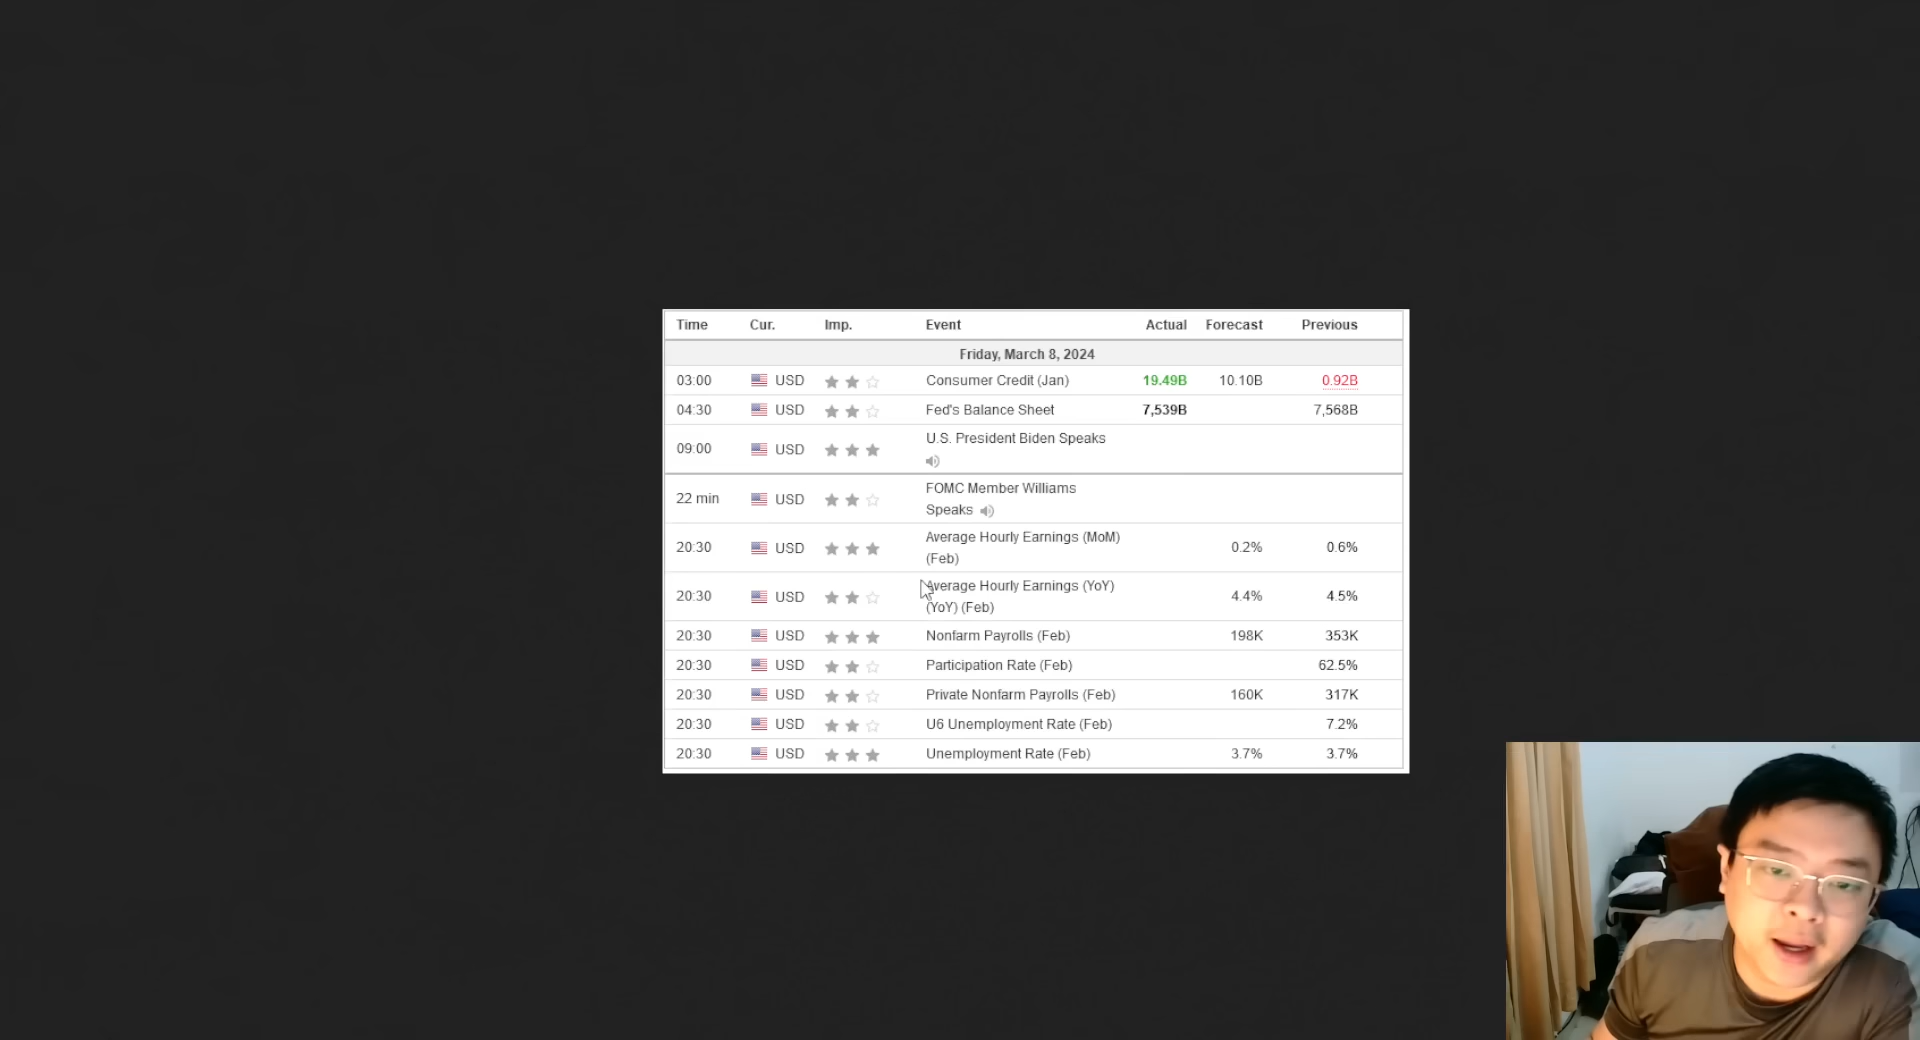 Time Cur. Imp. Event Actual Forecast Previous
Friday, March 8, 2024
03:00 USD Consumer Credit (Jan) 19.49B 10.10B 0.92B
04:30 USD Fed's Balance Sheet 7,539B 7,568B
09:00 USD U.S. President Biden Speaks
22 min USD FOMC Member Williams
Speaks
20:30 USD Average Hourly Earnings (MoM)
(Feb) 0.2% 0.6%
20:30 USD Average Hourly Earnings (YoY)
(YoY) (Feb) 4.4% 4.5%
20:30 USD Nonfarm Payrolls (Feb) 198K 353K
20:30 USD Participation Rate (Feb) 62.5%
20:30 USD Private Nonfarm Payrolls (Feb) 160K 317K
20:30 USD U6 Unemployment Rate (Feb) 7.2%
20:30 USD Unemployment Rate (Feb) 3.7% 3.7%